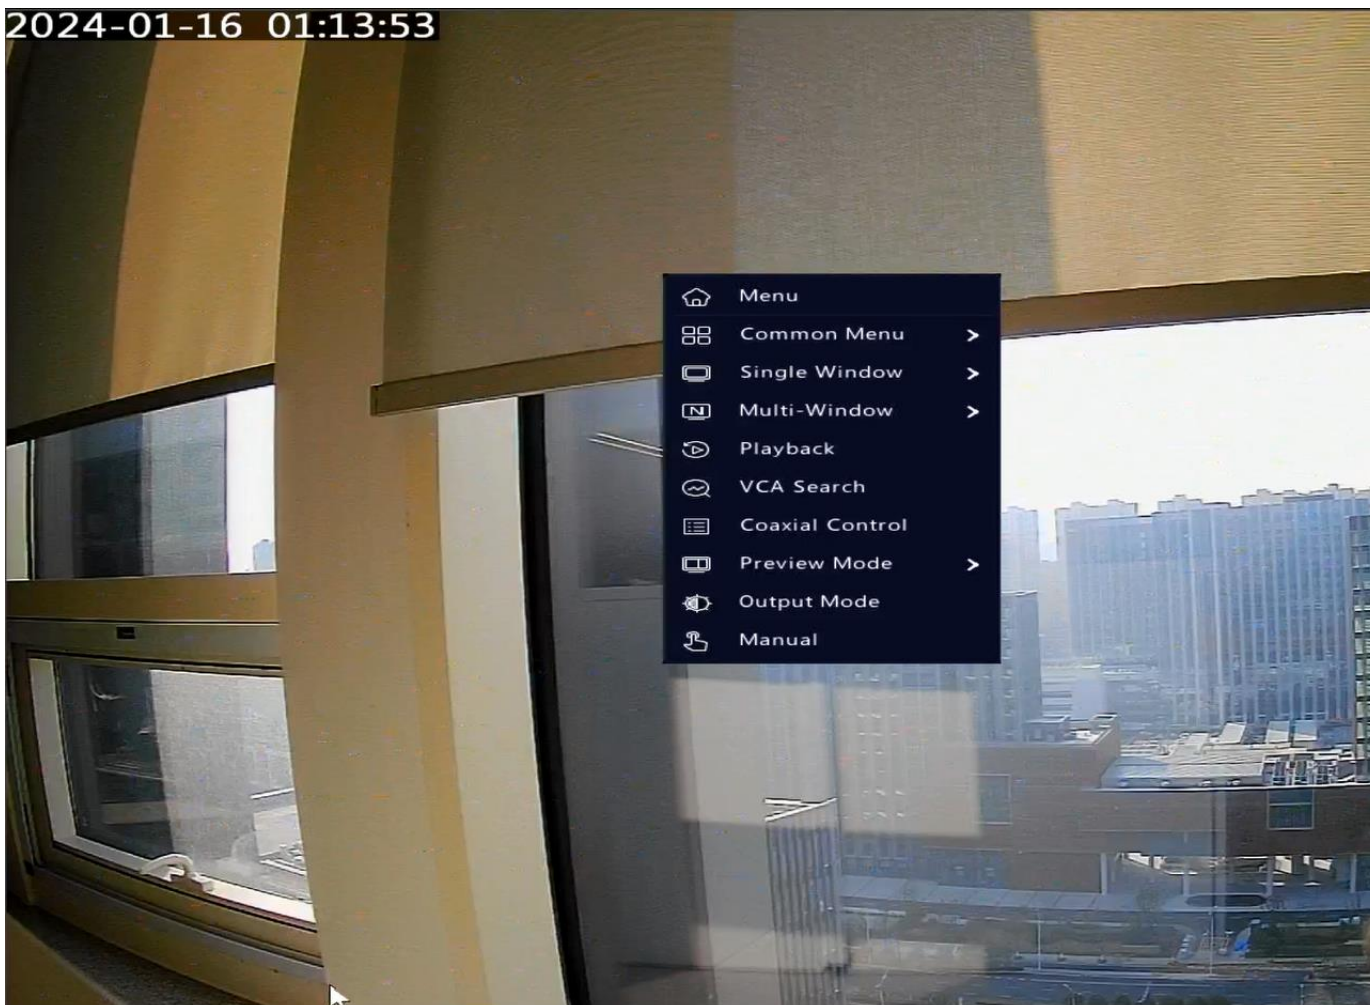 2024-01-16 01:13:53
Menu
Common Menu
Single Window
Multi-Window
Playback
VCA Search
Coaxial Control
Preview Mode
Output Mode
Manual